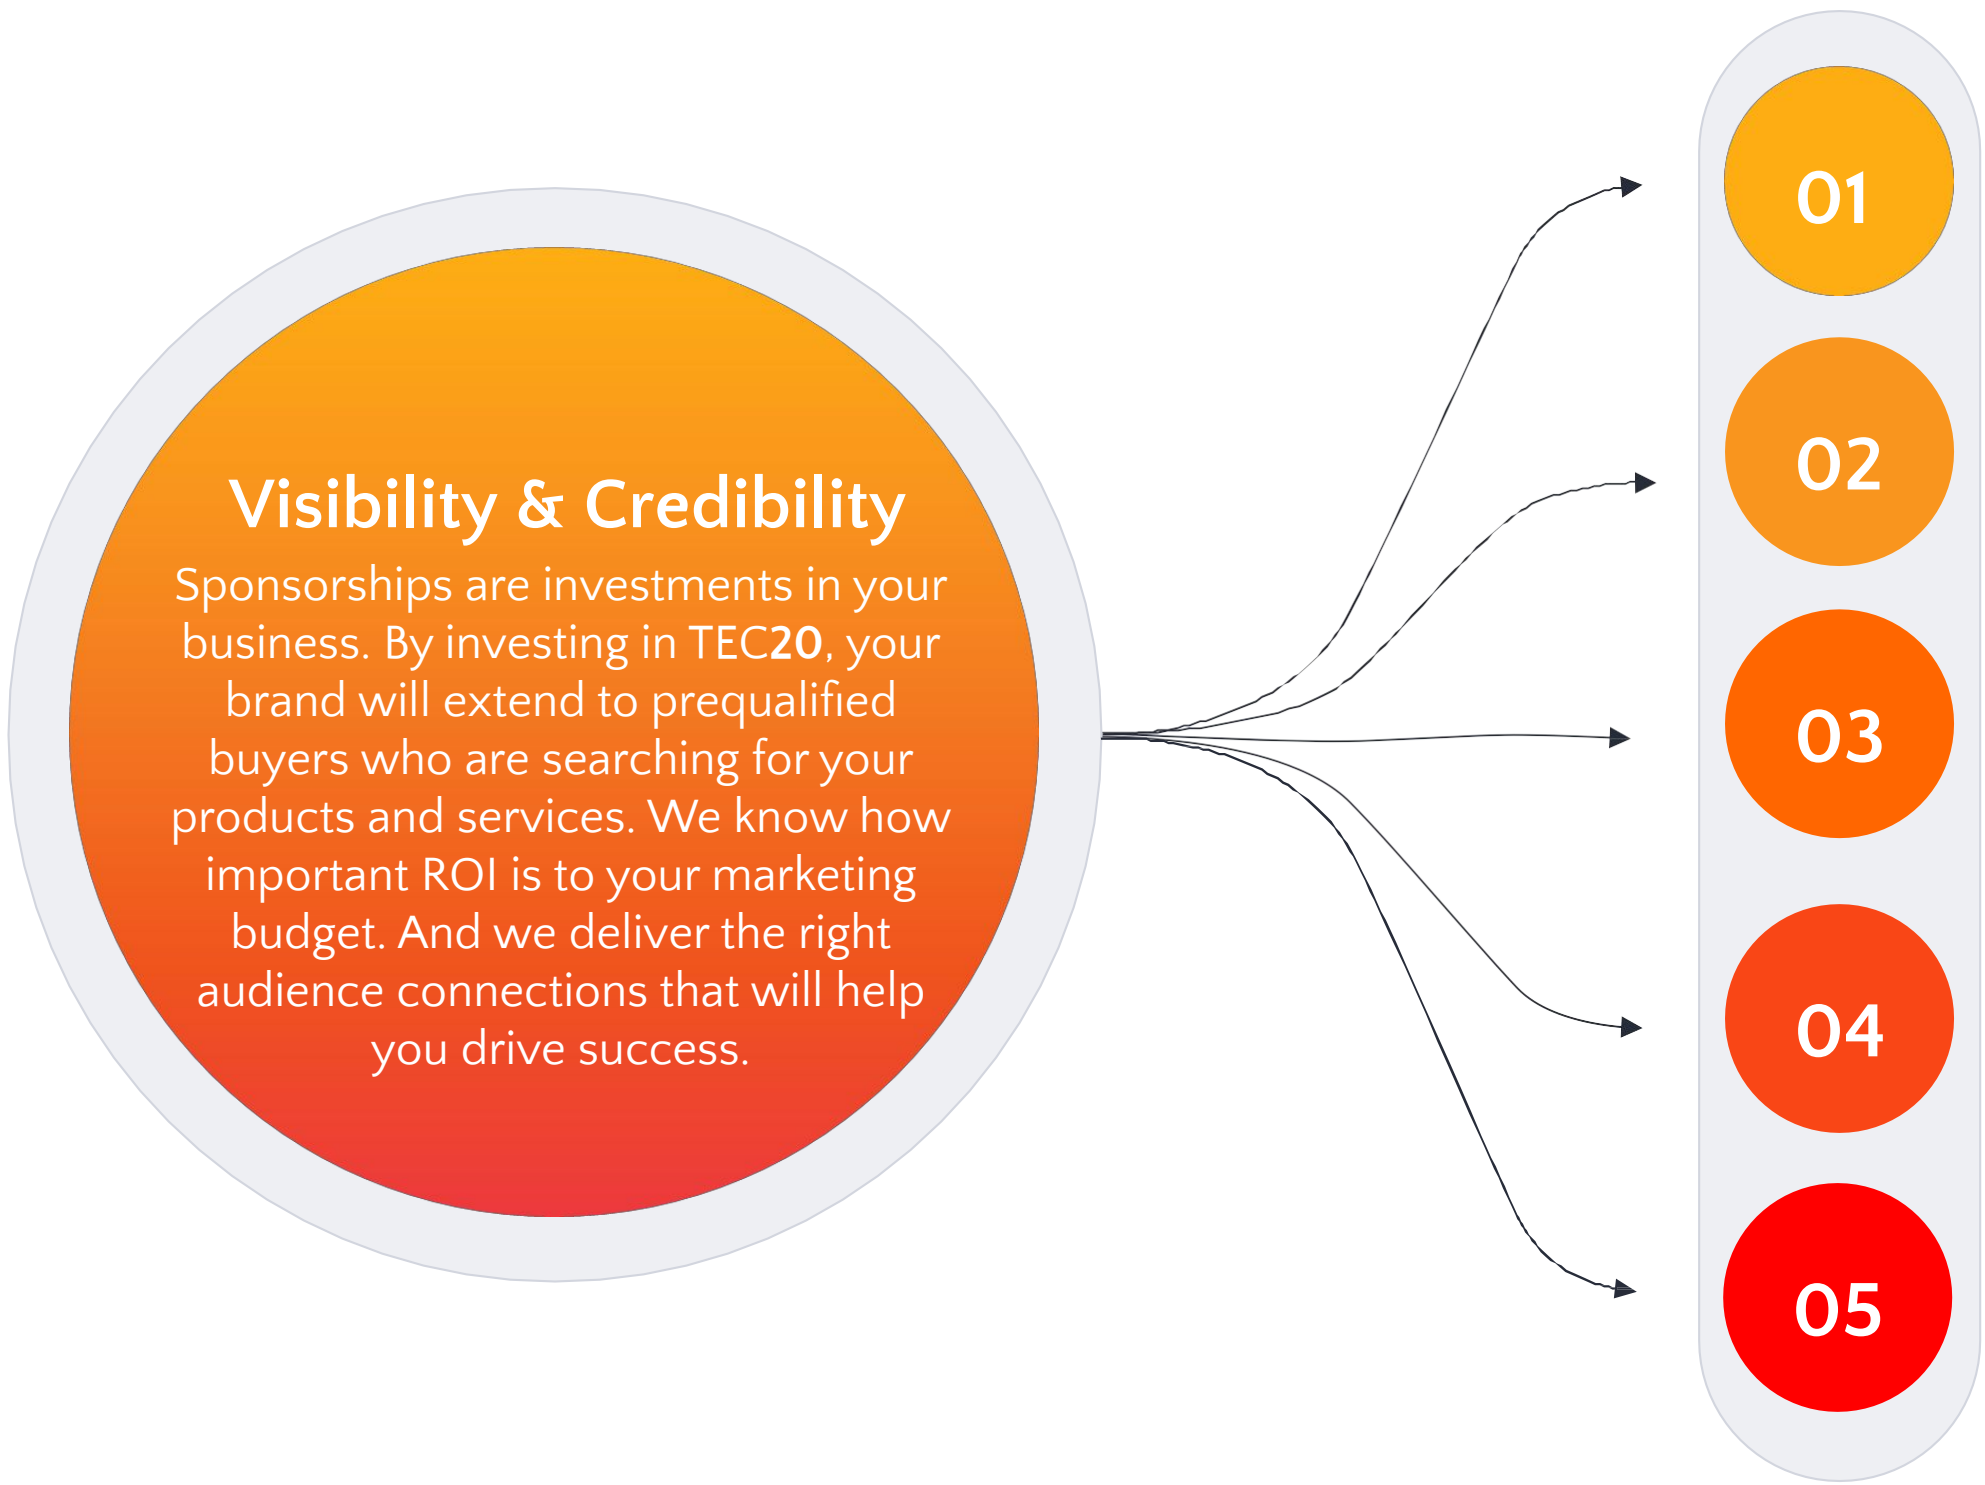 Visibility & Credibility
Sponsorships are investments in your
business. By investing in TEC20, your
brand will extend to prequalified
buyers who are searching for your
products and services. We know how
important ROI is to your marketing
budget. And we deliver the right
audience connections that will help
you drive success.
01
02
03
04
05